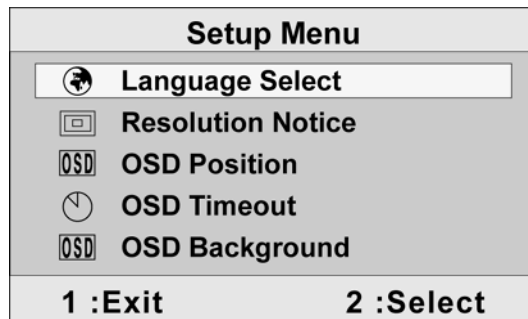 Setup Menu
Language Select
Resolution Notice
OSD OSD Position
OSD Timeout
OSD OSD Background
1 :Exit 2 :Select